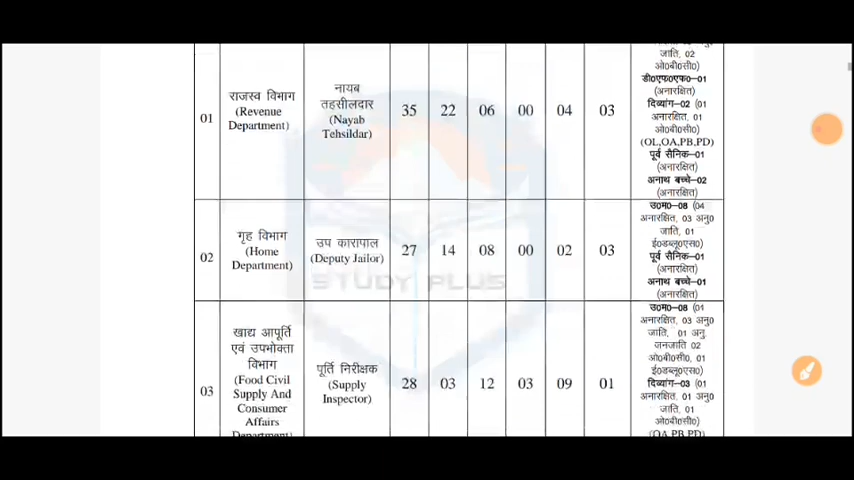 जाति, 02
ओ0बी0सी0)
डी०एफ०एफ०–01
(अनारक्षित)
दिव्यांग–02 (01
अनारक्षित, 01
ओ0बी0सी0)
(OL,OA,PB,PD)
पूर्व सैनिक–01
(अनारक्षित)
अनाथ बच्चे–02
(अनारक्षित)
01
राजस्व विभाग
(Revenue
Department)
नायब
तहसीलदार
(Nayab
Tehsildar)
35 22 06 00 04 03
02
गृह विभाग
(Home
Department)
उप कारापाल
(Deputy Jailor)
27 14 08 00 02 03
उ0म0–08 (04
अनारक्षित, 03 अनु0
जाति, 01
ई0डब्लू0एस0)
पूर्व सैनिक–01
(अनारक्षित)
अनाथ बच्चे–01
(अनारक्षित)
STUDY PLUS
03
खाद्य आपूर्ति
एवं उपभोक्ता
विभाग
(Food Civil
Supply And
Consumer
Affairs
Department)
पूर्ति निरीक्षक
(Supply
Inspector)
28 03 12 03 09 01
उ0म0–08 (01
अनारक्षित, 03 अनु0
जाति, 01 अनु.
जनजाति 02
ओ0बी0सी0, 01
ई0डब्लू0एस0)
दिव्यांग–03 (01
अनारक्षित, 01 अनु0
जाति, 01
ओ0बी0सी0)
(OA,PB,PD)